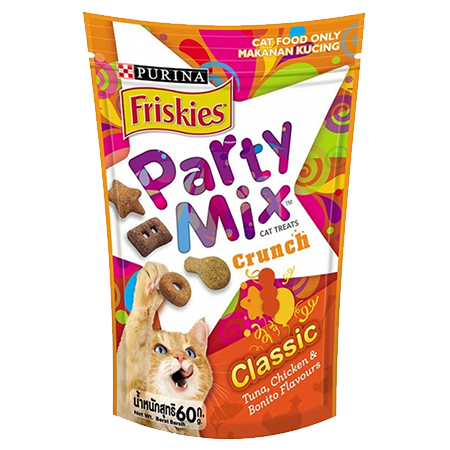 CAT FOOD ONLY
MAKANAN KUCING
PURINA
Friskies®
Party
Mix™
CAT TREATS
Crunch
Classic
Tuna, Chicken &
Bonito Flavours
น้ำหนักสุทธิ 60 ก.
Net Wt. Berat Bersih g.